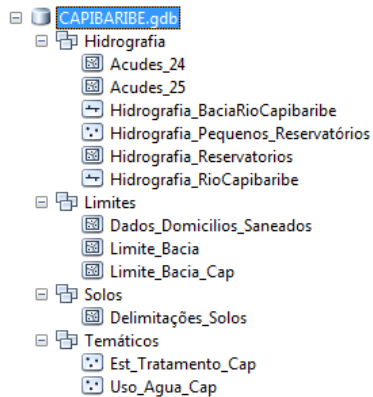 CAPIBARIBE.gdb
Hidrografia
Acudes_24
Acudes_25
Hidrografia_BaciaRioCapibaribe
Hidrografia_Pequenos_Reservatórios
Hidrografia_Reservatorios
Hidrografia_RioCapibaribe
Limites
Dados_Domicilios_Saneados
Limite_Bacia
Limite_Bacia_Cap
Solos
Delimitações_Solos
Temáticos
Est_Tratamento_Cap
Uso_Agua_Cap